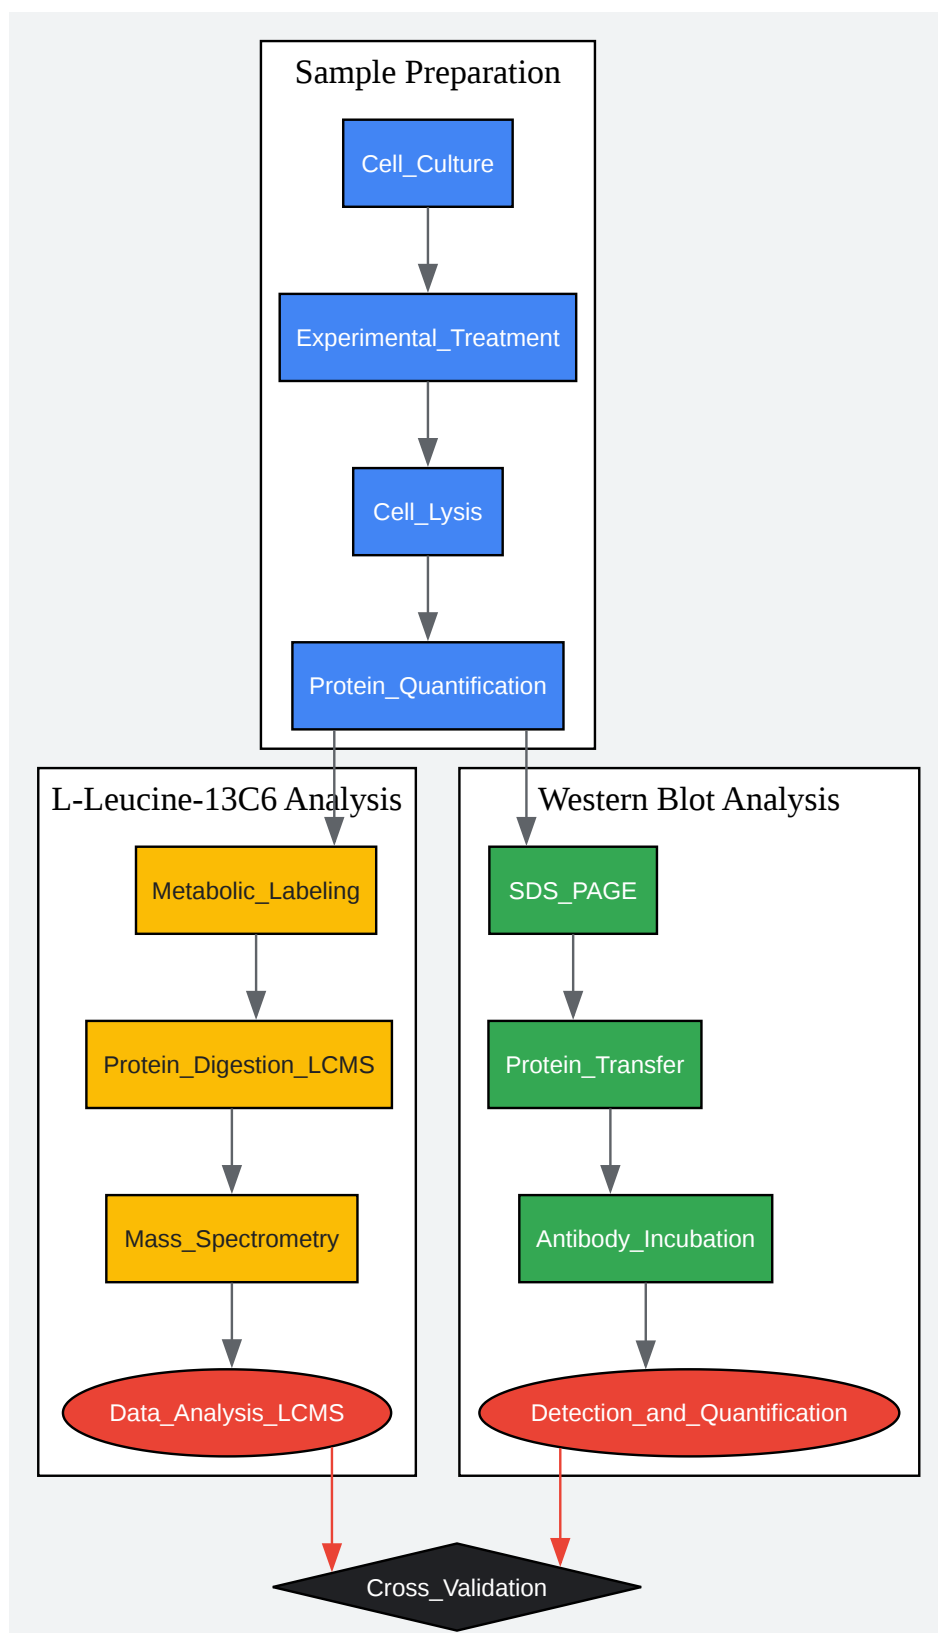 Sample Preparation
Cell_Culture
Experimental_Treatment
Cell_Lysis
Protein_Quantification
L-Leucine-13C6 Analysis
Metabolic_Labeling
Protein_Digestion_LCMS
Mass_Spectrometry
Data_Analysis_LCMS
Western Blot Analysis
SDS_PAGE
Protein_Transfer
Antibody_Incubation
Detection_and_Quantification
Cross_Validation